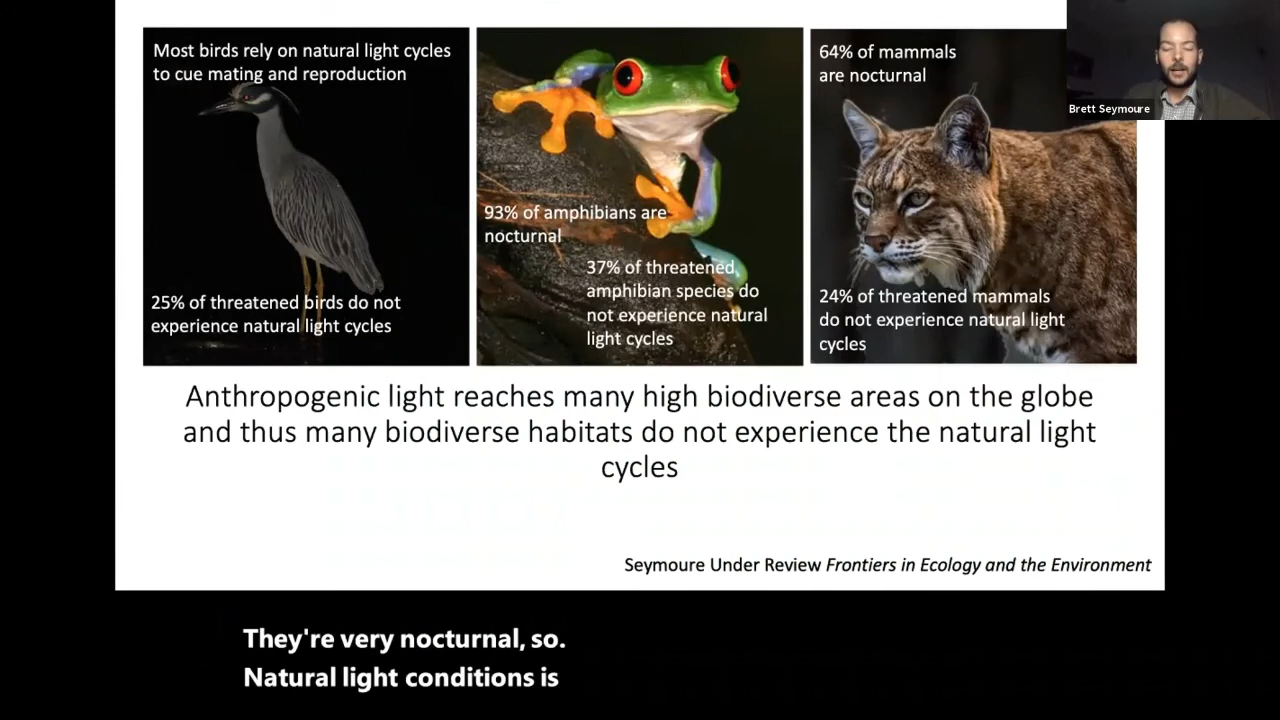 Most birds rely on natural light cycles
to cue mating and reproduction
25% of threatened birds do not
experience natural light cycles
93% of amphibians are
nocturnal
37% of threatened
amphibian species do
not experience natural
light cycles
64% of mammals
are nocturnal
24% of threatened mammals
do not experience natural light
cycles
Brett Seymoure
Anthropogenic light reaches many high biodiverse areas on the globe
and thus many biodiverse habitats do not experience the natural light
cycles
Seymoure Under Review Frontiers in Ecology and the Environment
They're very nocturnal, so.
Natural light conditions is